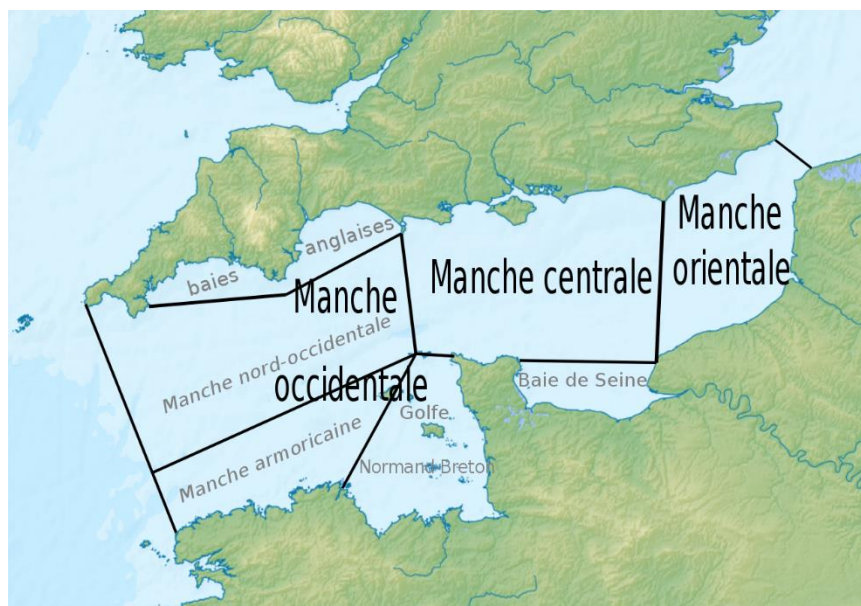 Manche
orientale
anglaises
baies
Manche centrale
Manche
occidentale
Manche nord-occidentale
Baie de Seine
Golfe
Normand Breton
Manche armoricaine